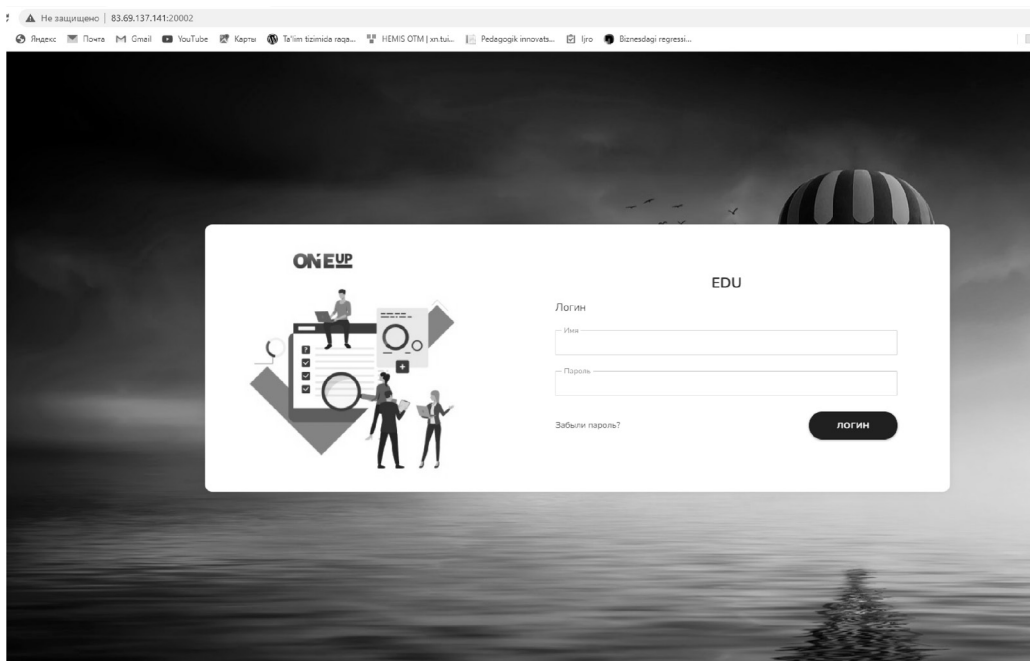 Не защищено | 83.69.137.141:20002
Яндекс Почта Gmail YouTube Карты Ta'lim tizimida raqa... HEMIS OTM | xn.tui... Pedagogik innovats... Ijro Biznesdagi regressi...
ONEUP
EDU
Логин
Имя
Пароль
Забыли пароль?
ЛОГИН